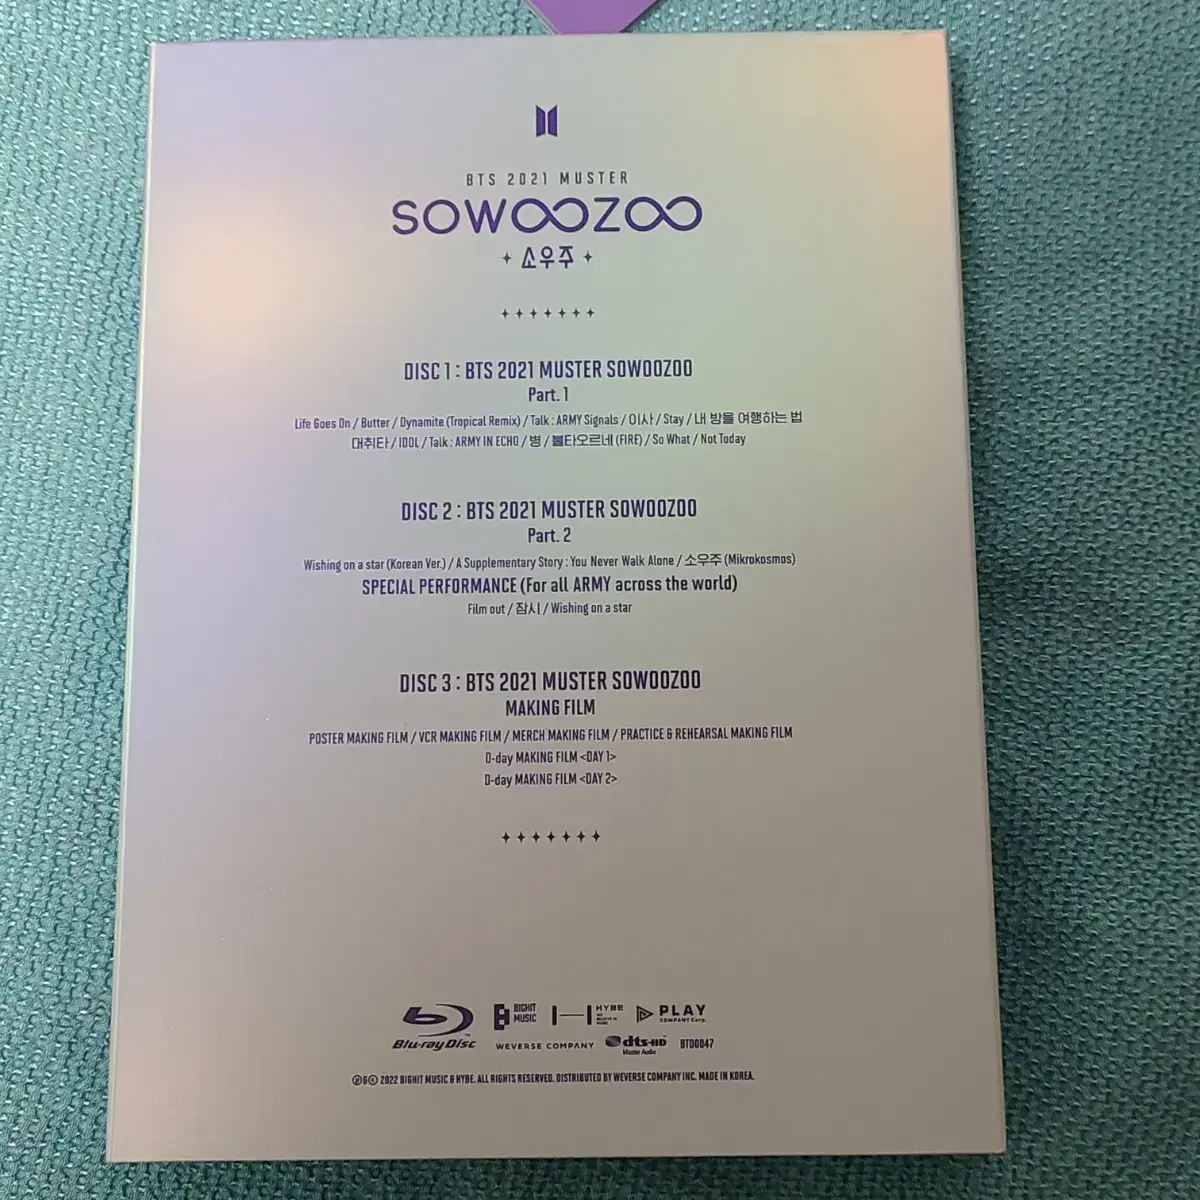 BTS 2021 MUSTER
SOWOOZOO
소우주
DISC 1 : BTS 2021 MUSTER SOWOOZOO
Part. 1
Life Goes On / Butter / Dynamite (Tropical Remix) / Talk : ARMY Signals / 이사 / Stay / 내 방을 여행하는 법
대취타 / IDOL / Talk : ARMY IN ECHO / 병 / 불타오르네 (FIRE) / So What / Not Today
DISC 2 : BTS 2021 MUSTER SOWOOZOO
Part. 2
Wishing on a star (Korean Ver.) / A Supplementary Story : You Never Walk Alone / 소우주 (Mikrokosmos)
SPECIAL PERFORMANCE (For all ARMY across the world)
Film out / 잠시 / Wishing on a star
DISC 3 : BTS 2021 MUSTER SOWOOZOO
MAKING FILM
POSTER MAKING FILM / VCR MAKING FILM / MERCH MAKING FILM / PRACTICE & REHEARSAL MAKING FILM
D-day MAKING FILM <DAY 1>
D-day MAKING FILM <DAY 2>
Blu-ray Disc BIGHIT MUSIC HYBE PLAY COMPANY Corp.
WEVERSE COMPANY dts-HD Master Audio BTD0047
℗&© 2022 BIGHIT MUSIC & HYBE. ALL RIGHTS RESERVED. DISTRIBUTED BY WEVERSE COMPANY INC. MADE IN KOREA.